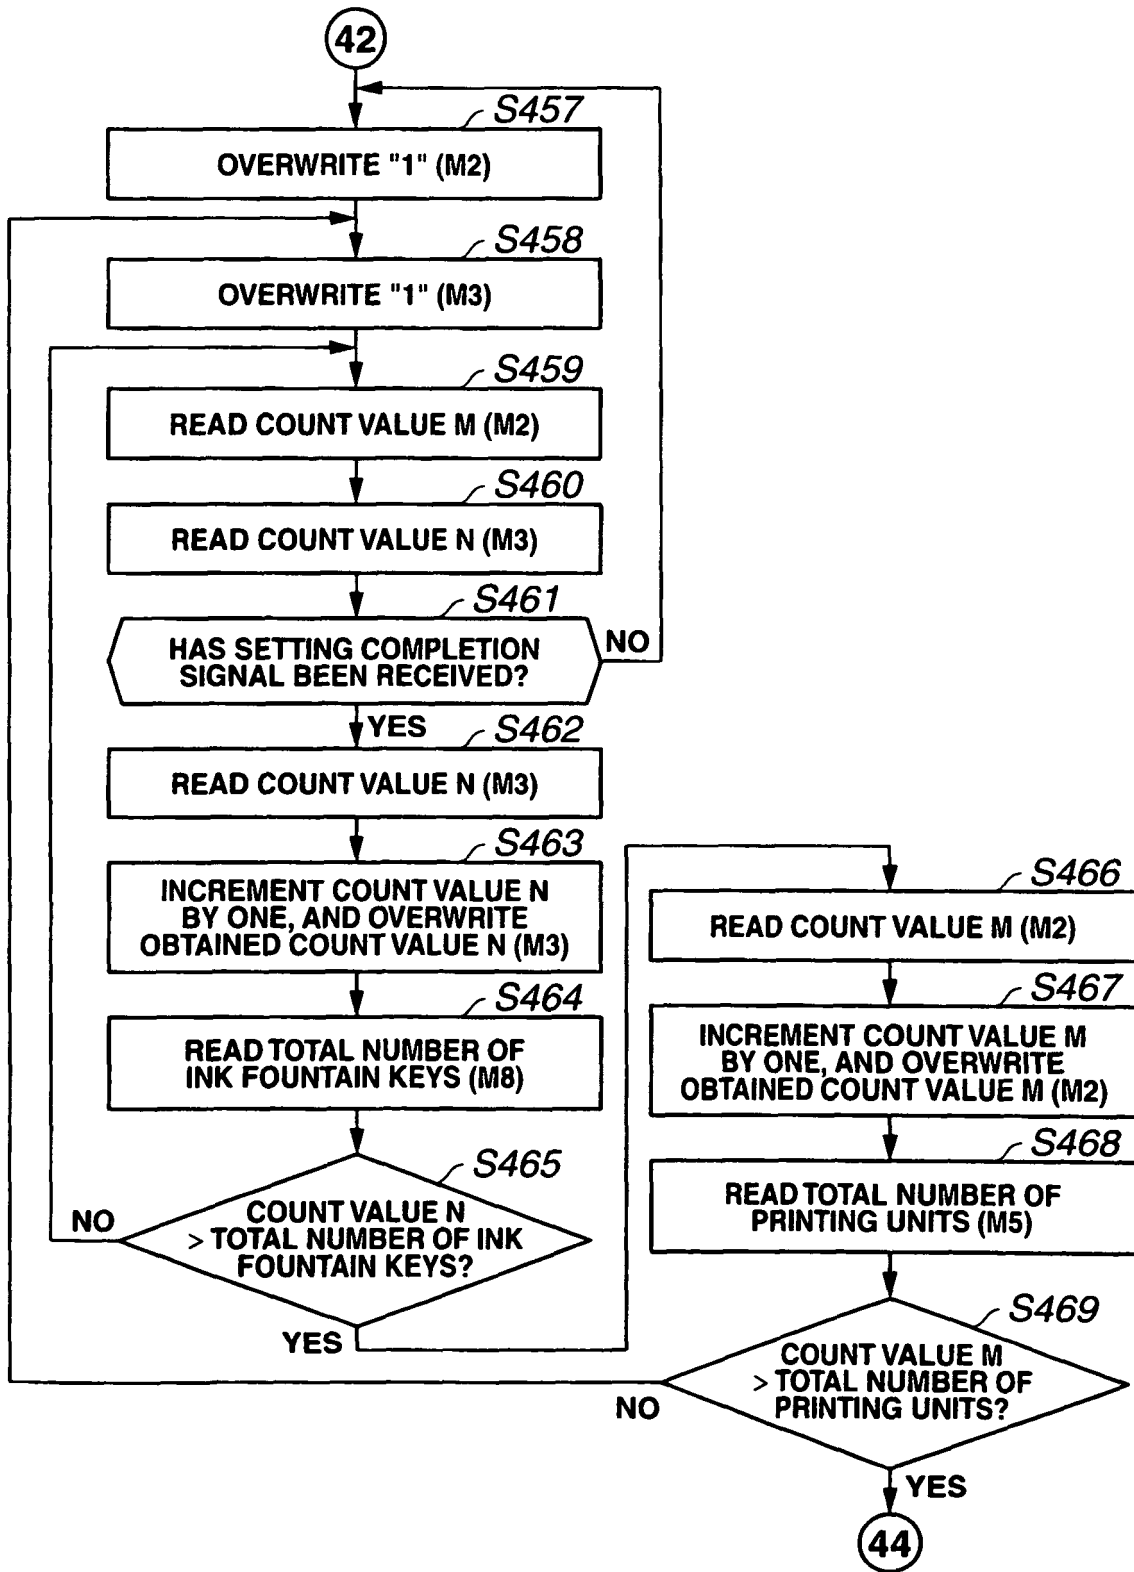 42
S457
OVERWRITE "1" (M2)
S458
OVERWRITE "1" (M3)
S459
READ COUNT VALUE M (M2)
S460
READ COUNT VALUE N (M3)
S461
HAS SETTING COMPLETION
SIGNAL BEEN RECEIVED?
NO
YES
S462
READ COUNT VALUE N (M3)
S463
INCREMENT COUNT VALUE N
BY ONE, AND OVERWRITE
OBTAINED COUNT VALUE N (M3)
S464
READ TOTAL NUMBER OF
INK FOUNTAIN KEYS (M8)
S465
COUNT VALUE N
> TOTAL NUMBER OF INK
FOUNTAIN KEYS?
NO
YES
S466
READ COUNT VALUE M (M2)
S467
INCREMENT COUNT VALUE M
BY ONE, AND OVERWRITE
OBTAINED COUNT VALUE M (M2)
S468
READ TOTAL NUMBER OF
PRINTING UNITS (M5)
S469
COUNT VALUE M
> TOTAL NUMBER OF
PRINTING UNITS?
NO
YES
44